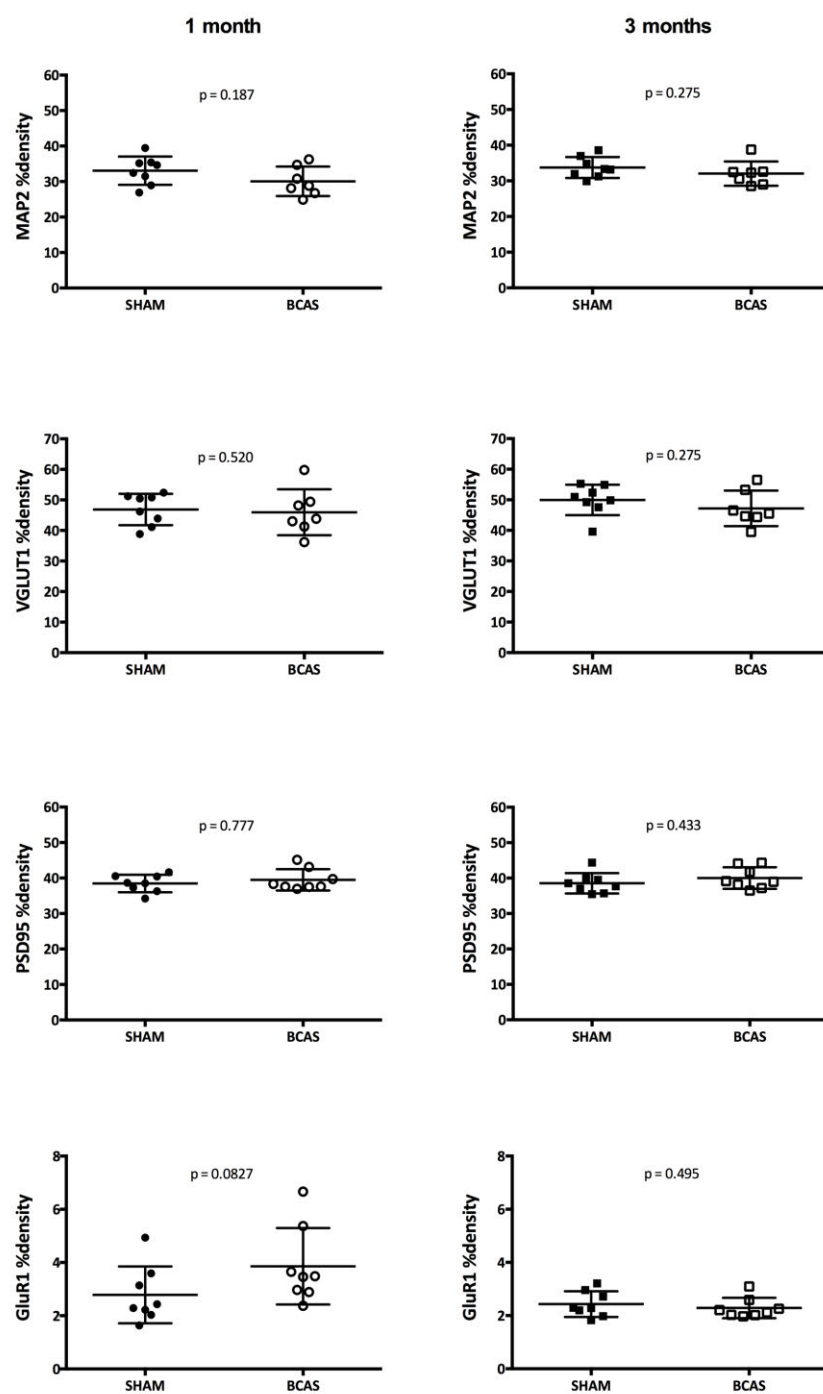 1 month
3 months
MAP2 %density
60
50
40
30
20
10
0
p = 0.187
SHAM
BCAS
MAP2 %density
60
50
40
30
20
10
0
p = 0.275
SHAM
BCAS
VGLUT1 %density
70
60
50
40
30
20
10
0
p = 0.520
SHAM
BCAS
VGLUT1 %density
70
60
50
40
30
20
10
0
p = 0.275
SHAM
BCAS
PSD95 %density
60
50
40
30
20
10
0
p = 0.777
SHAM
BCAS
PSD95 %density
60
50
40
30
20
10
0
p = 0.433
SHAM
BCAS
GluR1 %density
8
6
4
2
0
p = 0.0827
SHAM
BCAS
GluR1 %density
8
6
4
2
0
p = 0.495
SHAM
BCAS